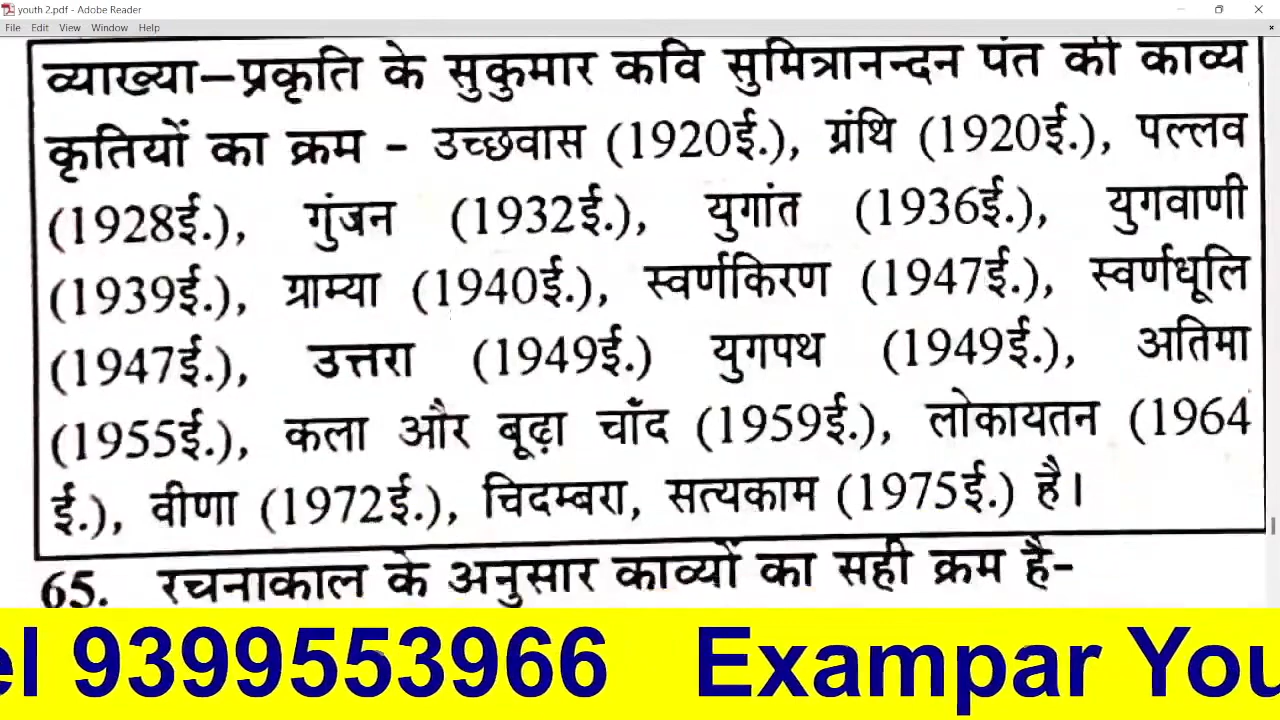 youth 2.pdf - Adobe Reader
File Edit View Window Help
व्याख्या–प्रकृति के सुकुमार कवि सुमित्रानन्दन पंत की काव्य
कृतियों का क्रम - उच्छवास (1920ई.), ग्रंथि (1920ई.), पल्लव
(1928ई.), गुंजन (1932ई.), युगांत (1936ई.), युगवाणी
(1939ई.), ग्राम्या (1940ई.), स्वर्णकिरण (1947ई.), स्वर्णधूलि
(1947ई.), उत्तरा (1949ई.) युगपथ (1949ई.), अतिमा
(1955ई.), कला और बूढ़ा चाँद (1959ई.), लोकायतन (1964
ई.), वीणा (1972ई.), चिदम्बरा, सत्यकाम (1975ई.) है।
65. रचनाकाल के अनुसार काव्यों का सही क्रम है-
el 9399553966 Exampar You